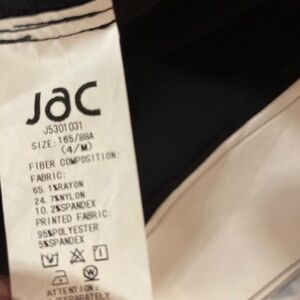 JaC
J5301031
SIZE: 165/88A
(4/M)
FIBER COMPOSITION:
FABRIC:
65.1%RAYON
24.7%NYLON
10.2%SPANDEX
PRINTED FABRIC:
95%POLYESTER
5%SPANDEX
W
ATTENTION:
SEPARATELY